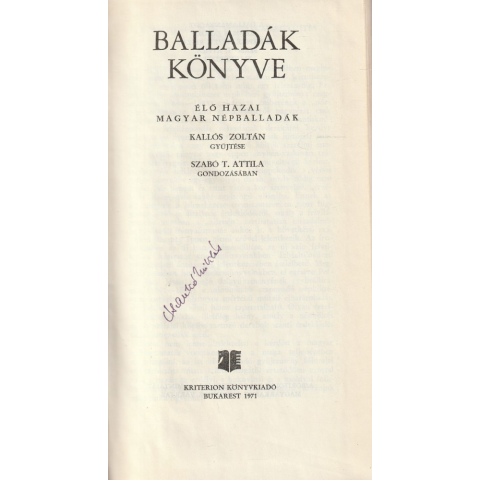 BALLADÁK
KÖNYVE
ÉLŐ HAZAI
MAGYAR NÉPBALLADÁK
KALLÓS ZOLTÁN
GYŰJTÉSE
SZABÓ T. ATTILA
GONDOZÁSÁBAN
KRITERION KÖNYVKIADÓ
BUKAREST 1971